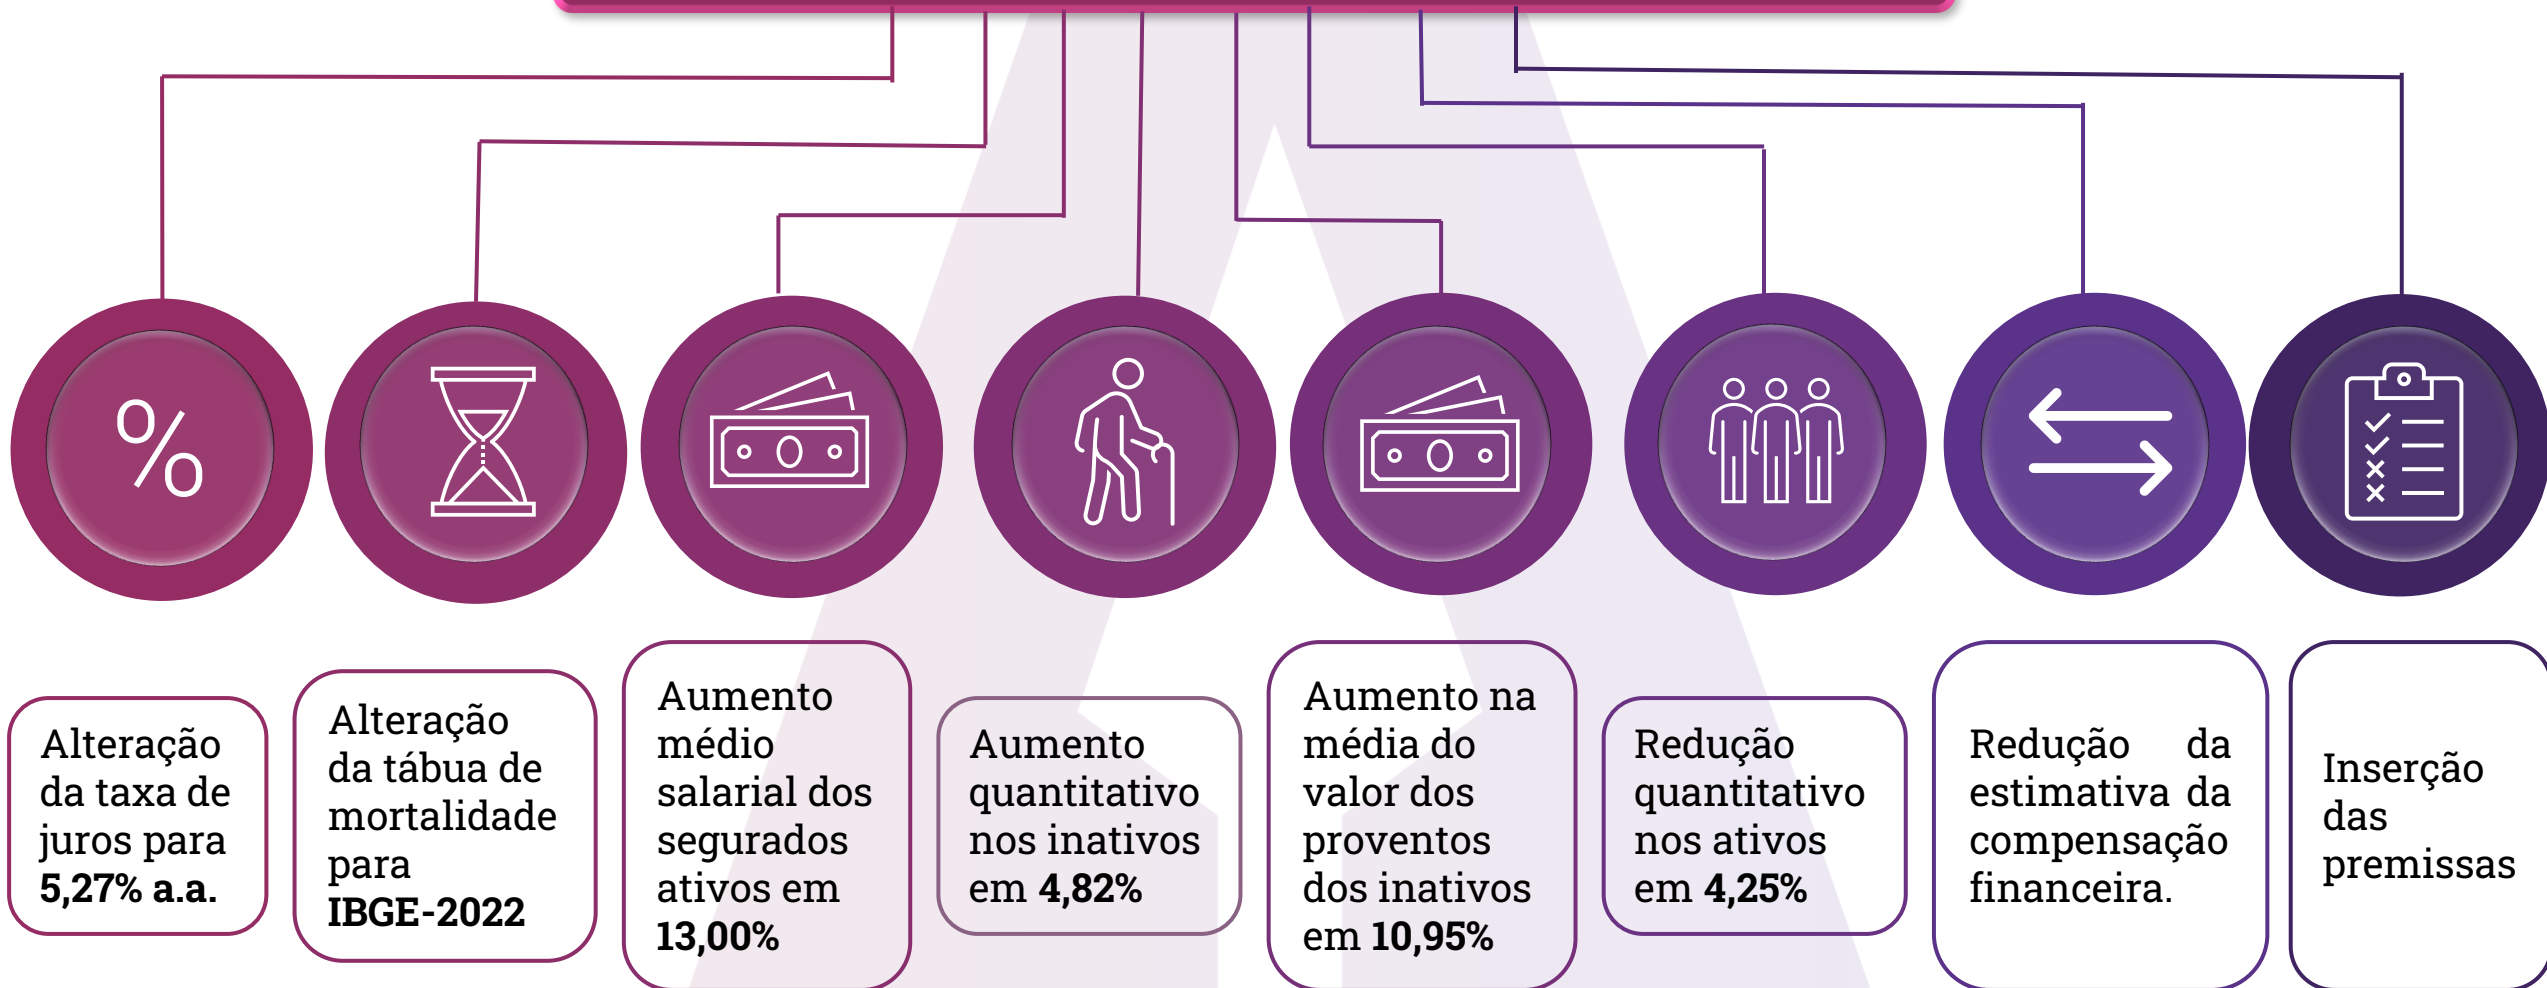 Alteração
da taxa de
juros para
5,27% a.a.
Alteração
da tábua de
mortalidade
para
IBGE-2022
Aumento
médio
salarial dos
segurados
ativos em
13,00%
Aumento
quantitativo
nos inativos
em 4,82%
Aumento na
média do
valor dos
proventos
dos inativos
em 10,95%
Redução
quantitativo
nos ativos
em 4,25%
Redução da
estimativa da
compensação
financeira.
Inserção
das
premissas